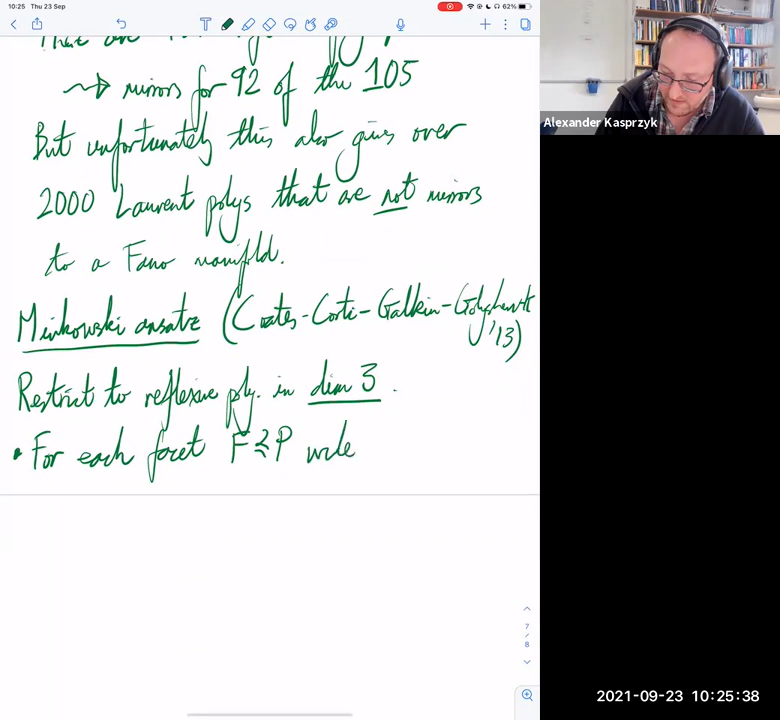 10:25 Thu 23 Sep
62%
⇝ mirrors for 92 of the 105
But unfortunately this also gives over
2000 Laurent polys that are not mirrors
to a Fano manifold.
Minkowski ansatz (Coates-Corti-Galkin-Golyshev++ '13)
Restrict to reflexive poly. in dim 3.
• For each facet F ≤ P write
7
/
8
Alexander Kasprzyk
2021-09-23 10:25:38